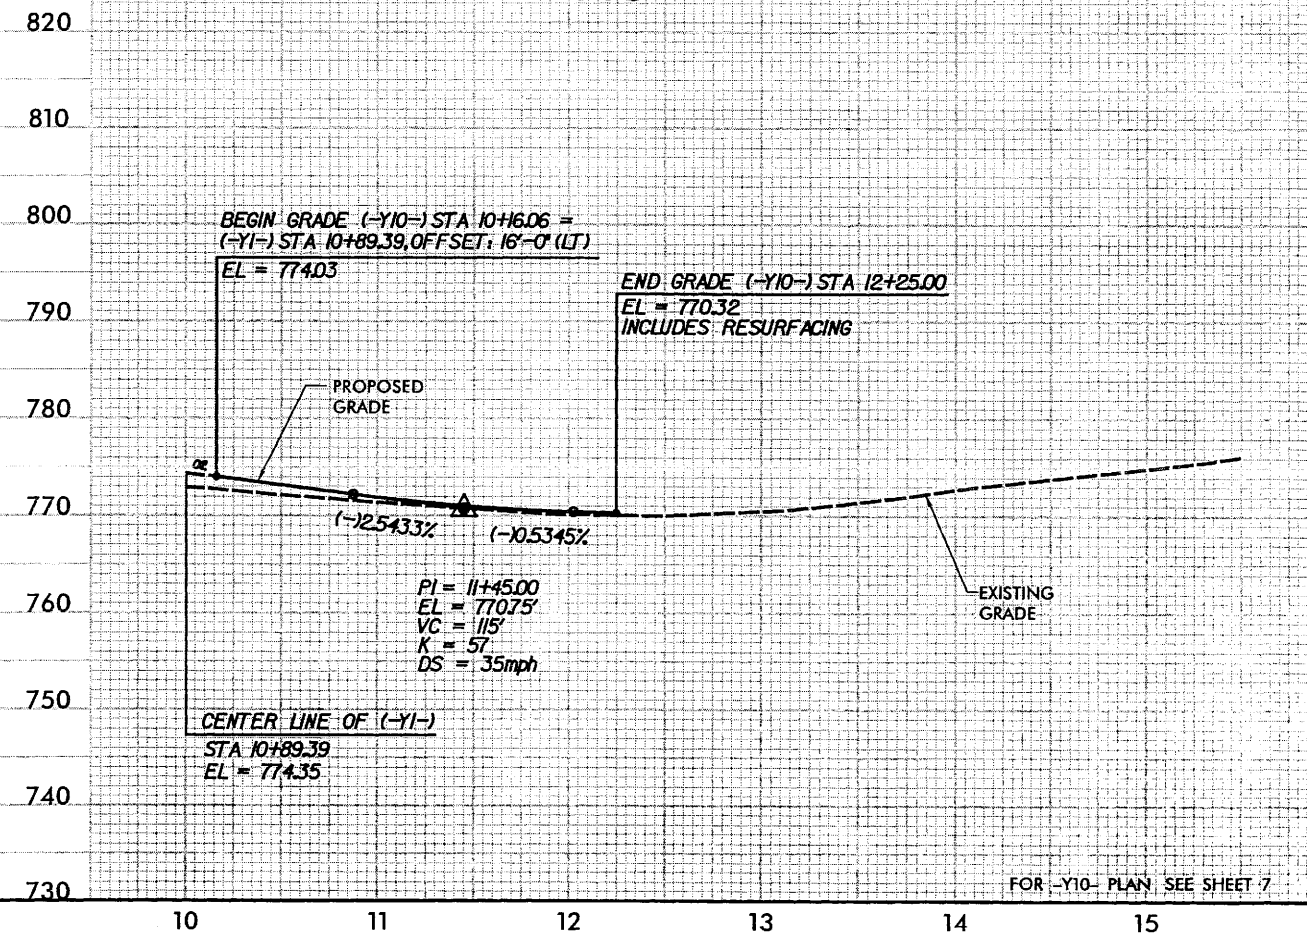 820
810
800
790
780
770
760
750
740
730
BEGIN GRADE (-Y10-) STA 10+16.06 =
(-Y1-) STA 10+89.39, OFFSET: 16'-0" (LT)
EL = 774.03
END GRADE (-Y10-) STA 12+25.00
EL = 770.32
INCLUDES RESURFACING
PROPOSED
GRADE
.02
(-)2.5433%
(-)0.5345%
PI = 11+45.00
EL = 770.75'
VC = 115'
K = 57
DS = 35mph
EXISTING
GRADE
CENTER LINE OF (-Y1-)
STA 10+89.39
EL = 774.35
FOR -Y10- PLAN SEE SHEET 7
10
11
12
13
14
15